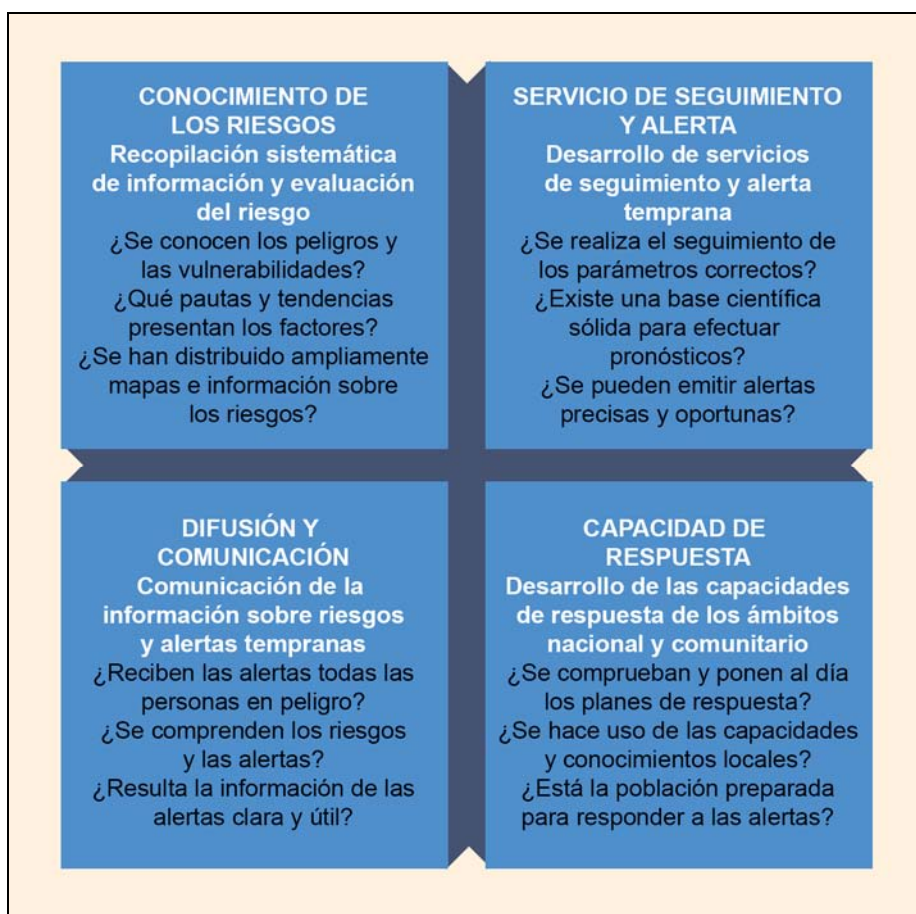 CONOCIMIENTO DE
LOS RIESGOS
Recopilación sistemática
de información y evaluación
del riesgo
¿Se conocen los peligros y
las vulnerabilidades?
¿Qué pautas y tendencias
presentan los factores?
¿Se han distribuido ampliamente
mapas e información sobre
los riesgos?
SERVICIO DE SEGUIMIENTO
Y ALERTA
Desarrollo de servicios
de seguimiento y alerta
temprana
¿Se realiza el seguimiento de
los parámetros correctos?
¿Existe una base científica
sólida para efectuar
pronósticos?
¿Se pueden emitir alertas
precisas y oportunas?
DIFUSIÓN Y
COMUNICACIÓN
Comunicación de la
información sobre riesgos
y alertas tempranas
¿Reciben las alertas todas las
personas en peligro?
¿Se comprenden los riesgos
y las alertas?
¿Resulta la información de las
alertas clara y útil?
CAPACIDAD DE
RESPUESTA
Desarrollo de las capacidades
de respuesta de los ámbitos
nacional y comunitario
¿Se comprueban y ponen al día
los planes de respuesta?
¿Se hace uso de las capacidades
y conocimientos locales?
¿Está la población preparada
para responder a las alertas?